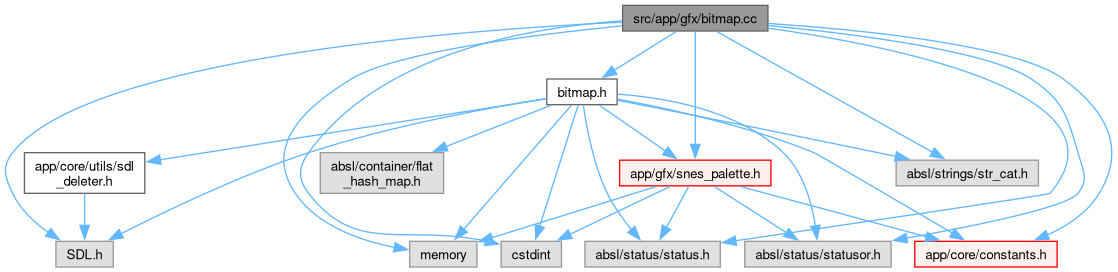 src/app/gfx/bitmap.cc
bitmap.h
app/core/utils/sdl
_deleter.h
absl/container/flat
_hash_map.h
app/gfx/snes_palette.h
absl/strings/str_cat.h
SDL.h
memory
cstdint
absl/status/status.h
absl/status/statusor.h
app/core/constants.h